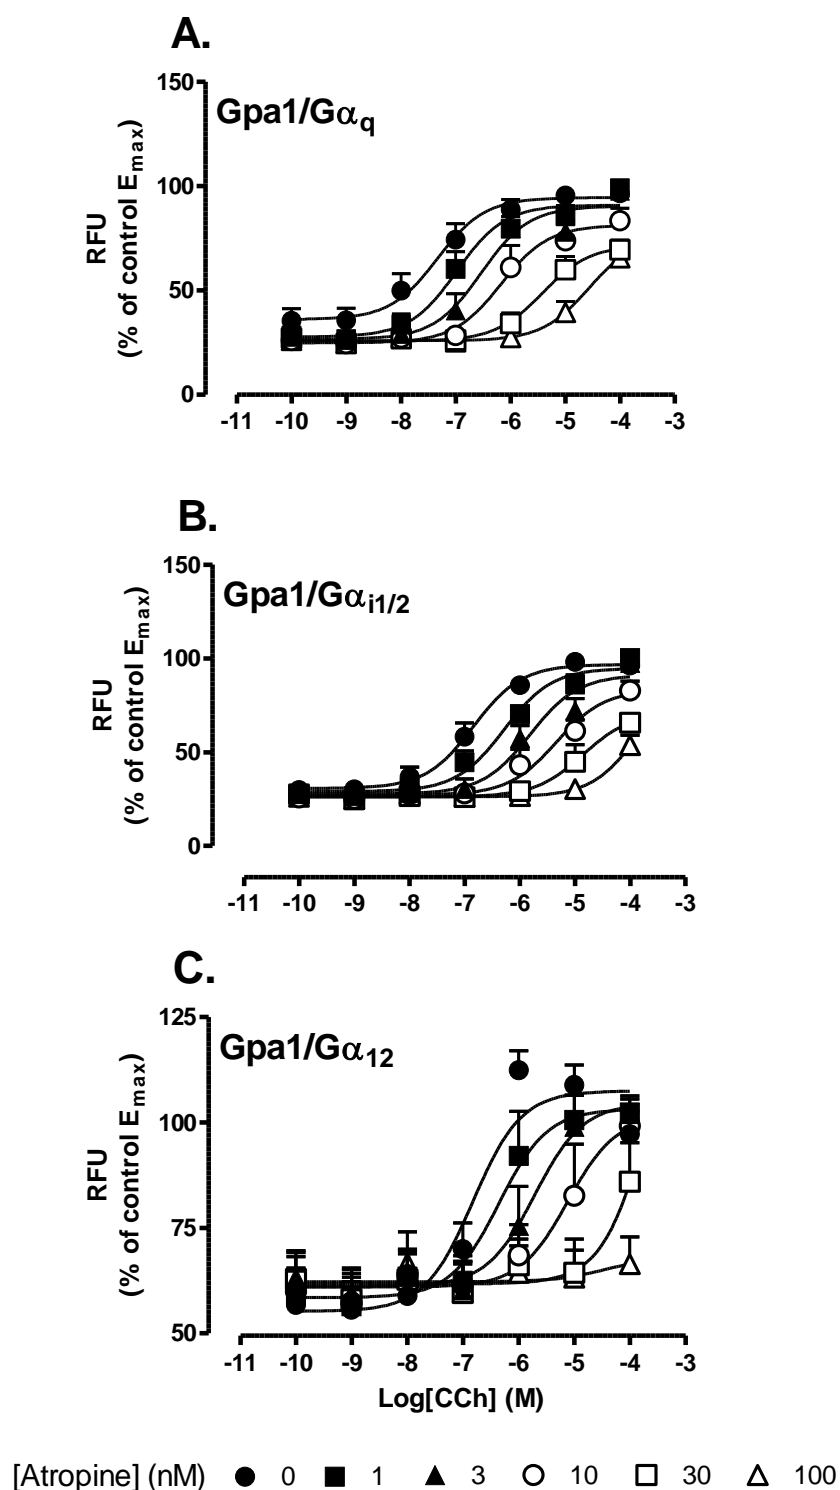 A.
150
100
50
0
RFU
(% of control Emax)
Gpa1/Gαq
-11 -10 -9 -8 -7 -6 -5 -4 -3
B.
150
100
50
0
RFU
(% of control Emax)
Gpa1/Gαi1/2
-11 -10 -9 -8 -7 -6 -5 -4 -3
C.
125
100
75
50
RFU
(% of control Emax)
Gpa1/Gα12
-11 -10 -9 -8 -7 -6 -5 -4 -3
Log[CCh] (M)
[Atropine] (nM) 0 1 3 10 30 100